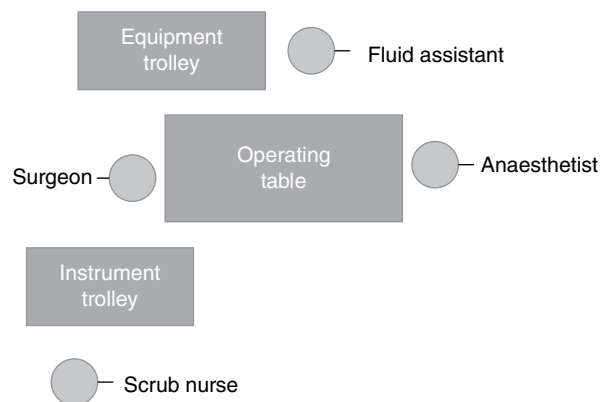 Equipment
trolley
Fluid assistant
Surgeon
Operating
table
Anaesthetist
Instrument
trolley
Scrub nurse